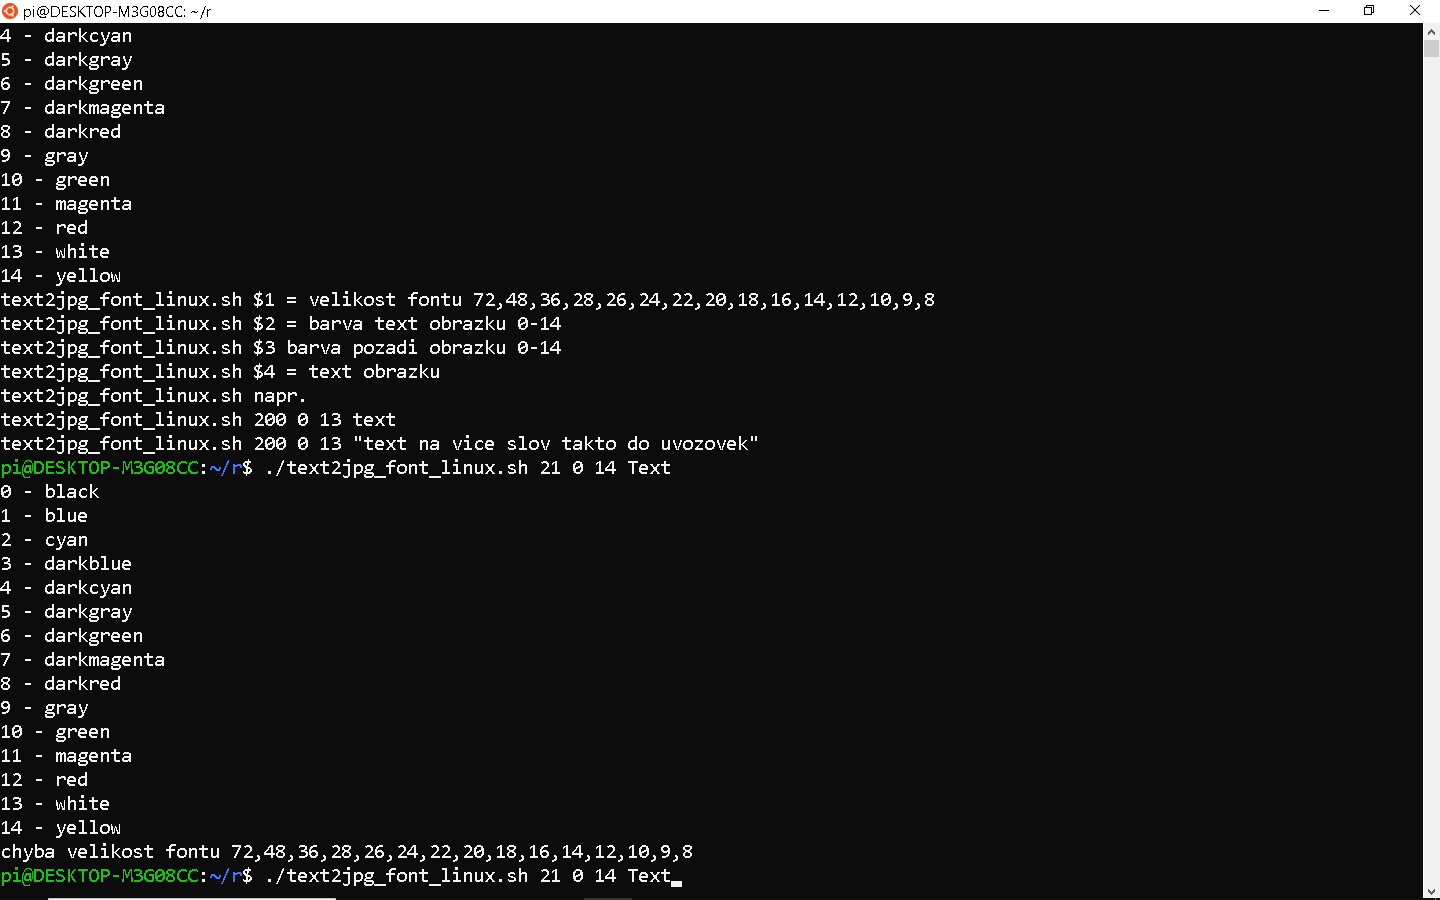 pi@DESKTOP-M3G08CC: ~/r
4 - darkcyan
5 - darkgray
6 - darkgreen
7 - darkmagenta
8 - darkred
9 - gray
10 - green
11 - magenta
12 - red
13 - white
14 - yellow
text2jpg_font_linux.sh $1 = velikost fontu 72,48,36,28,26,24,22,20,18,16,14,12,10,9,8
text2jpg_font_linux.sh $2 = barva text obrazku 0-14
text2jpg_font_linux.sh $3 barva pozadi obrazku 0-14
text2jpg_font_linux.sh $4 = text obrazku
text2jpg_font_linux.sh napr.
text2jpg_font_linux.sh 200 0 13 text
text2jpg_font_linux.sh 200 0 13 "text na vice slov takto do uvozovek"
pi@DESKTOP-M3G08CC:~/r$ ./text2jpg_font_linux.sh 21 0 14 Text
0 - black
1 - blue
2 - cyan
3 - darkblue
4 - darkcyan
5 - darkgray
6 - darkgreen
7 - darkmagenta
8 - darkred
9 - gray
10 - green
11 - magenta
12 - red
13 - white
14 - yellow
chyba velikost fontu 72,48,36,28,26,24,22,20,18,16,14,12,10,9,8
pi@DESKTOP-M3G08CC:~/r$ ./text2jpg_font_linux.sh 21 0 14 Text